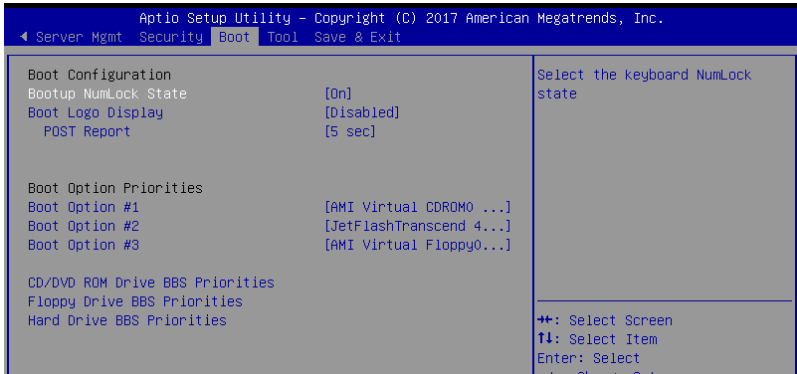 Aptio Setup Utility – Copyright (C) 2017 American Megatrends, Inc.
Server Mgmt Security Boot Tool Save & Exit
Boot Configuration
Bootup NumLock State [On]
Boot Logo Display [Disabled]
POST Report [5 sec]
Boot Option Priorities
Boot Option #1 [AMI Virtual CDROM0 ...]
Boot Option #2 [JetFlashTranscend 4...]
Boot Option #3 [AMI Virtual Floppy0...]
CD/DVD ROM Drive BBS Priorities
Floppy Drive BBS Priorities
Hard Drive BBS Priorities
Select the keyboard NumLock
state
→←: Select Screen
↑↓: Select Item
Enter: Select